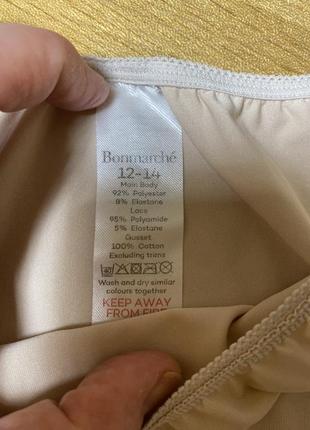 Bonmarché
12-14
Main Body
92% Polyester
8% Elastane
Lace
95% Polyamide
5% Elastane
Gusset
100% Cotton
Excluding trims
40
Wash and dry similar
colours together
KEEP AWAY
FROM FIRE